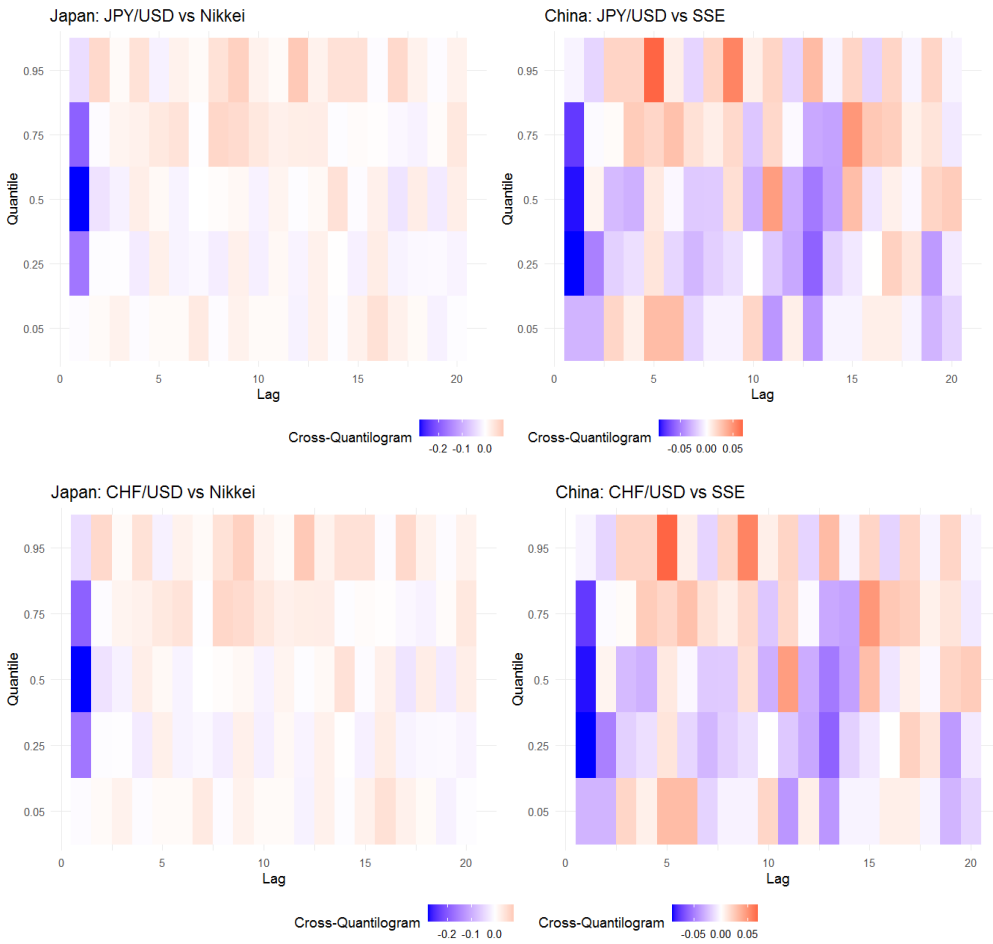 Japan: JPY/USD vs Nikkei
Quantile
0.95
0.75
0.5
0.25
0.05
0 5 10 15 20
Lag
Cross-Quantilogram
-0.2 -0.1 0.0
China: JPY/USD vs SSE
Quantile
0.95
0.75
0.5
0.25
0.05
0 5 10 15 20
Lag
Cross-Quantilogram
-0.05 0.00 0.05
Japan: CHF/USD vs Nikkei
Quantile
0.95
0.75
0.5
0.25
0.05
0 5 10 15 20
Lag
Cross-Quantilogram
-0.2 -0.1 0.0
China: CHF/USD vs SSE
Quantile
0.95
0.75
0.5
0.25
0.05
0 5 10 15 20
Lag
Cross-Quantilogram
-0.05 0.00 0.05